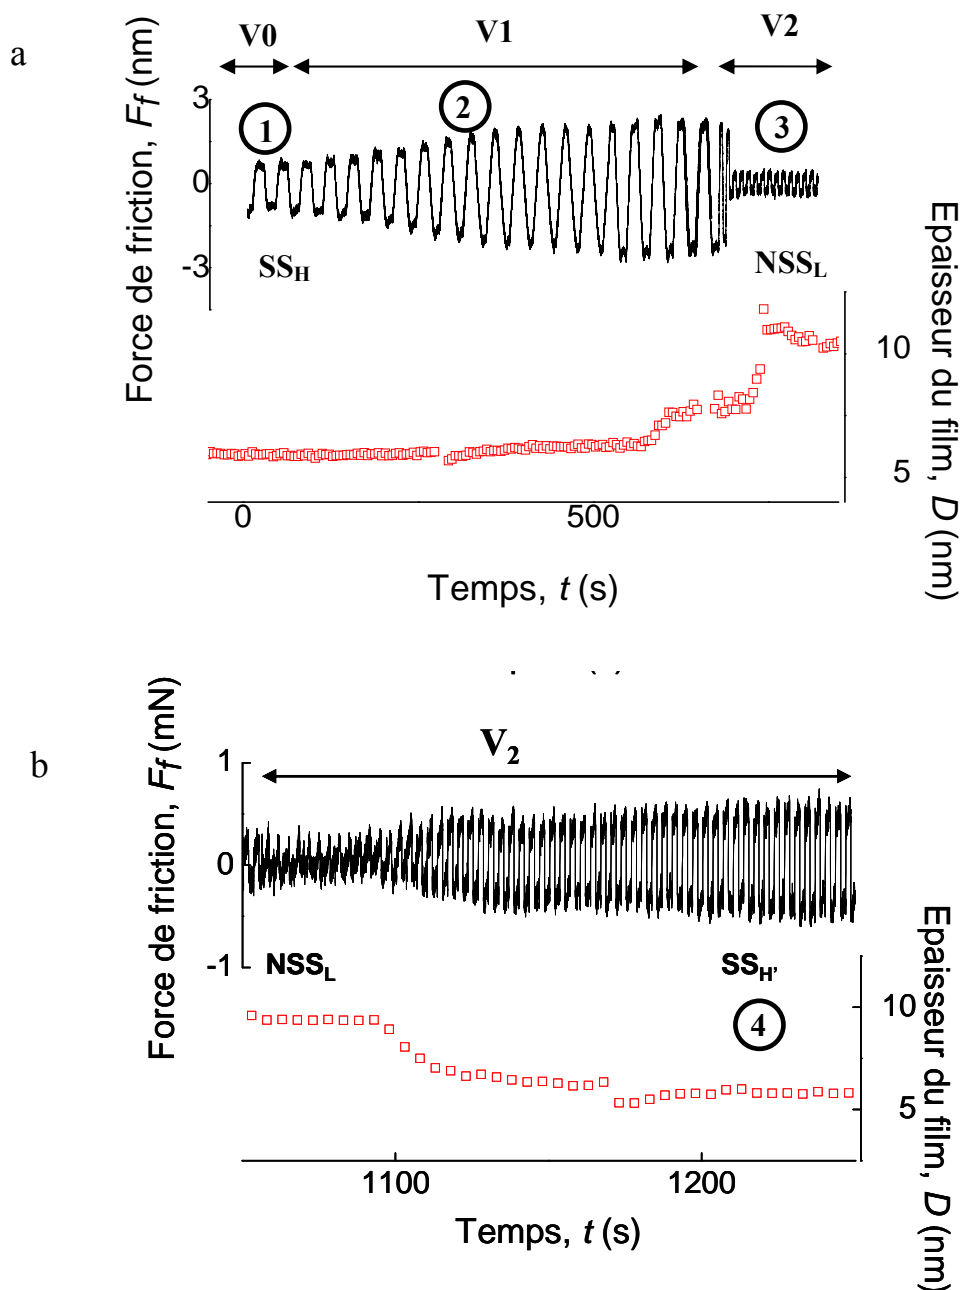 a
V0
V1
V2
Force de friction, Ff (nm)
3
0
-3
1
2
3
SSH
NSSL
10
5
Epaisseur du film, D (nm)
0
500
Temps, t (s)
b
V2
Force de friction, Ff (mN)
1
0
-1
NSSL
SSH'
4
10
5
Epaisseur du film, D (nm)
1100
1200
Temps, t (s)